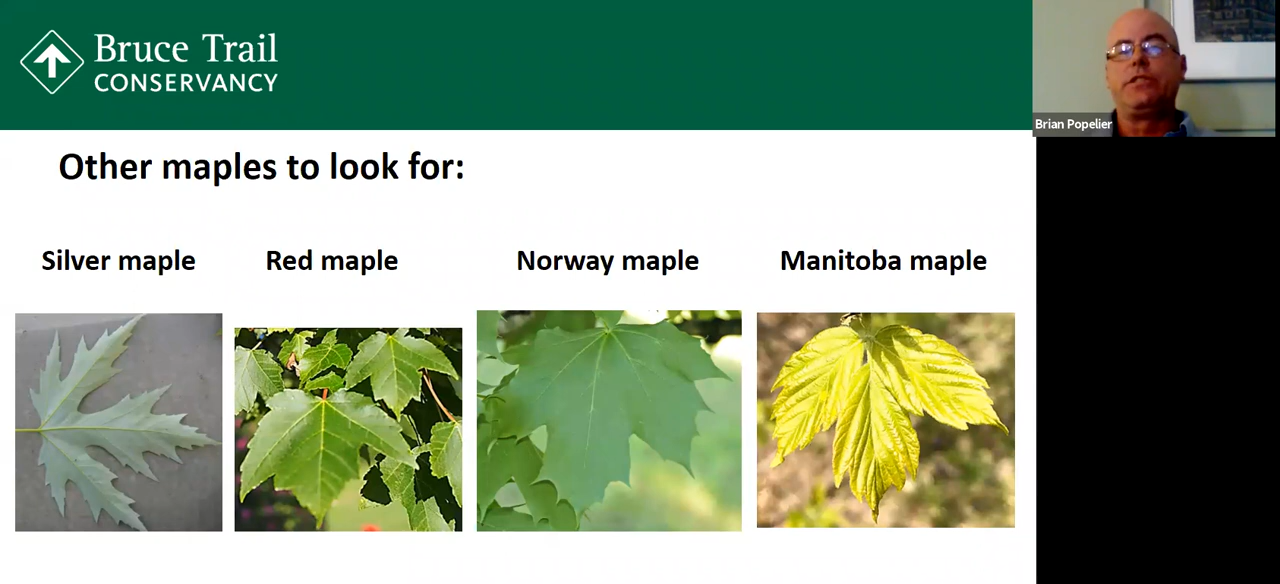 Bruce Trail
CONSERVANCY
Brian Popelier
Other maples to look for:
Silver maple
Red maple
Norway maple
Manitoba maple